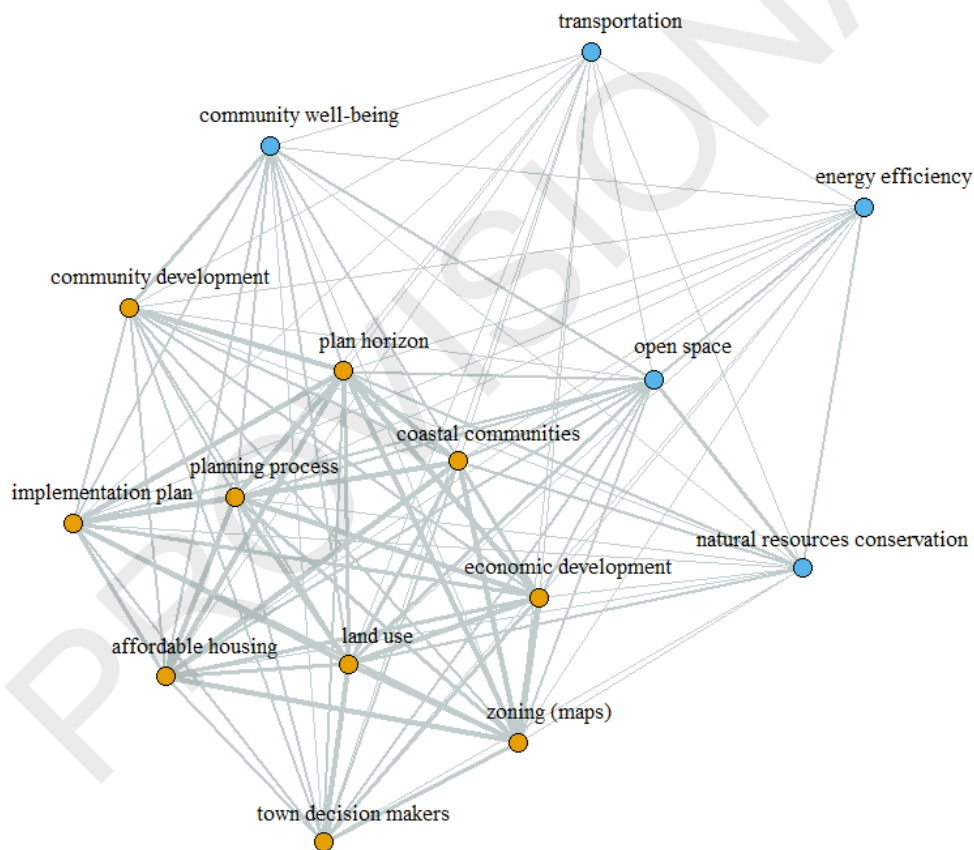 transportation
community well-being
energy efficiency
community development
plan horizon
open space
coastal communities
planning process
implementation plan
natural resources conservation
economic development
land use
affordable housing
zoning (maps)
town decision makers
PROVISIONAL